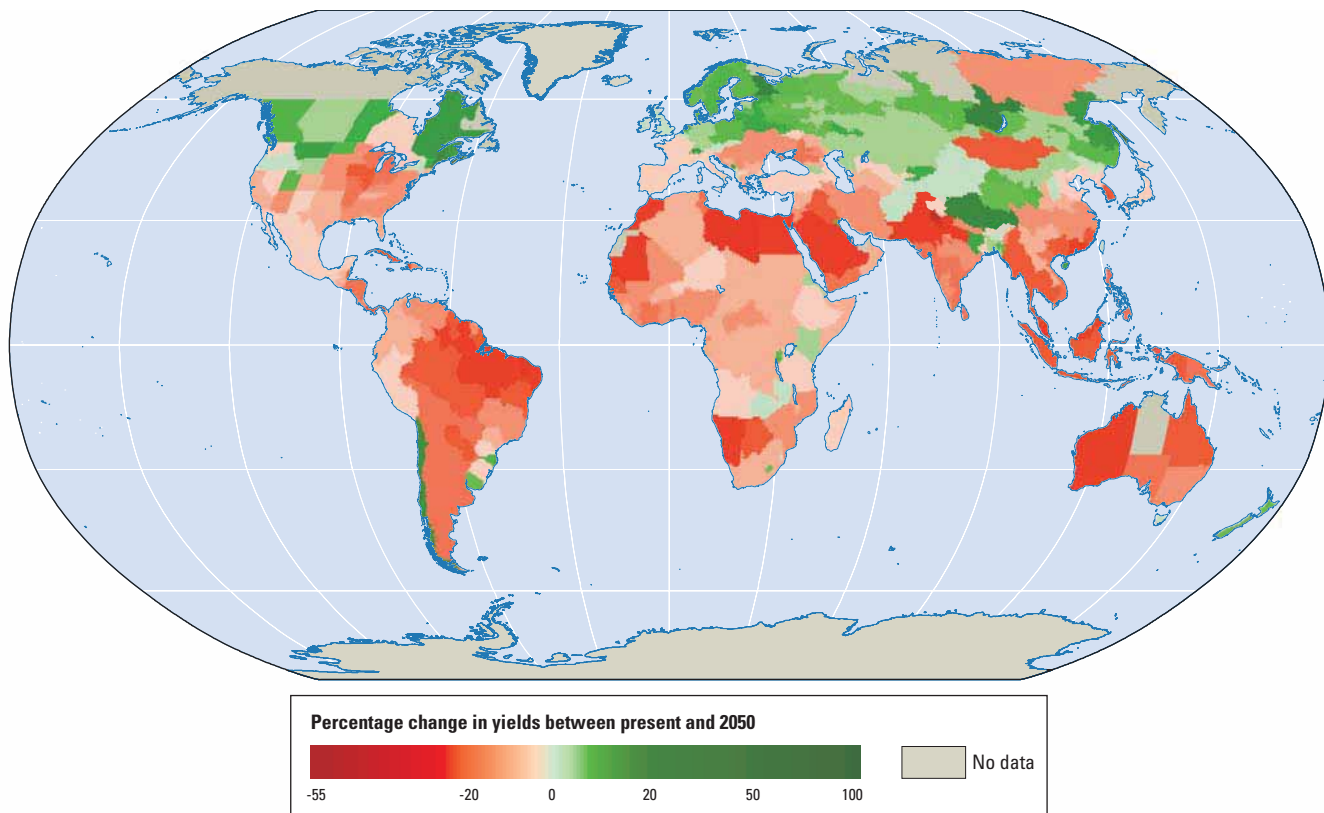 Percentage change in yields between present and 2050
No data
-55 -20 0 20 50 100